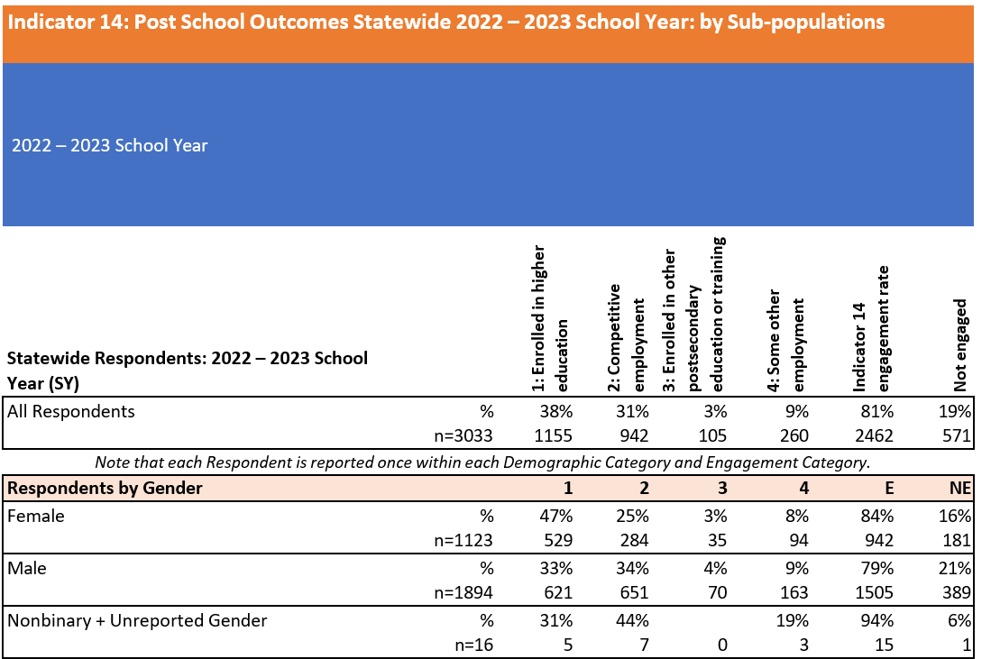 Indicator 14: Post School Outcomes Statewide 2022 – 2023 School Year: by Sub-populations
2022 – 2023 School Year
Statewide Respondents: 2022 – 2023 School
Year (SY)
1: Enrolled in higher
education
2: Competitive
employment
3: Enrolled in other
postsecondary
education or training
4: Some other
employment
Indicator 14
engagement rate
Not engaged
All Respondents % 38% 31% 3% 9% 81% 19%
n=3033 1155 942 105 260 2462 571
Note that each Respondent is reported once within each Demographic Category and Engagement Category.
Respondents by Gender 1 2 3 4 E NE
Female % 47% 25% 3% 8% 84% 16%
n=1123 529 284 35 94 942 181
Male % 33% 34% 4% 9% 79% 21%
n=1894 621 651 70 163 1505 389
Nonbinary + Unreported Gender % 31% 44% 19% 94% 6%
n=16 5 7 0 3 15 1